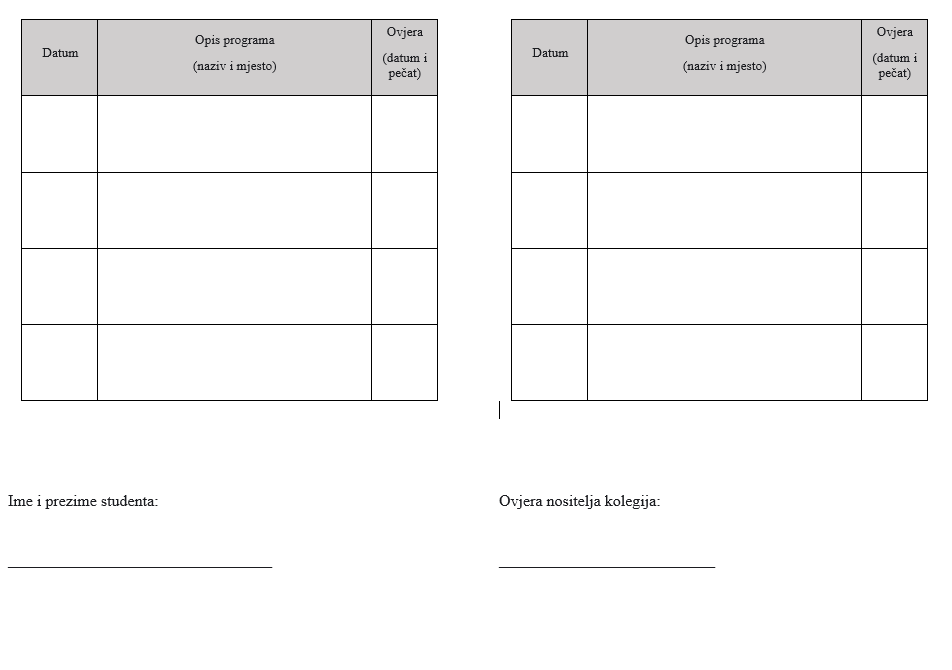 Datum
Opis programa
(naziv i mjesto)
Ovjera
(datum i
pečat)
Datum
Opis programa
(naziv i mjesto)
Ovjera
(datum i
pečat)
Ime i prezime studenta:
Ovjera nositelja kolegija: